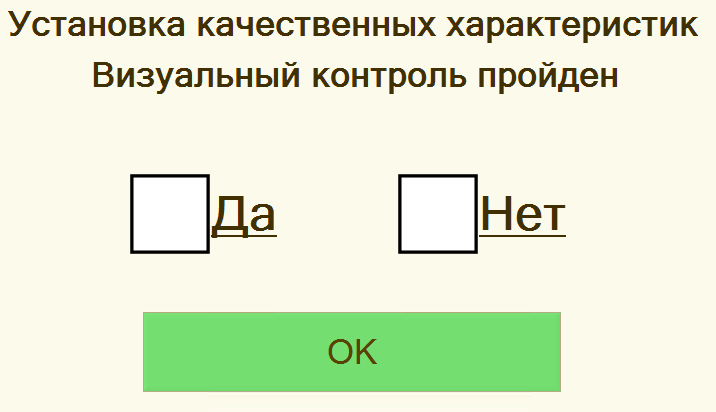 Установка качественных характеристик
Визуальный контроль пройден
Да Нет
OK